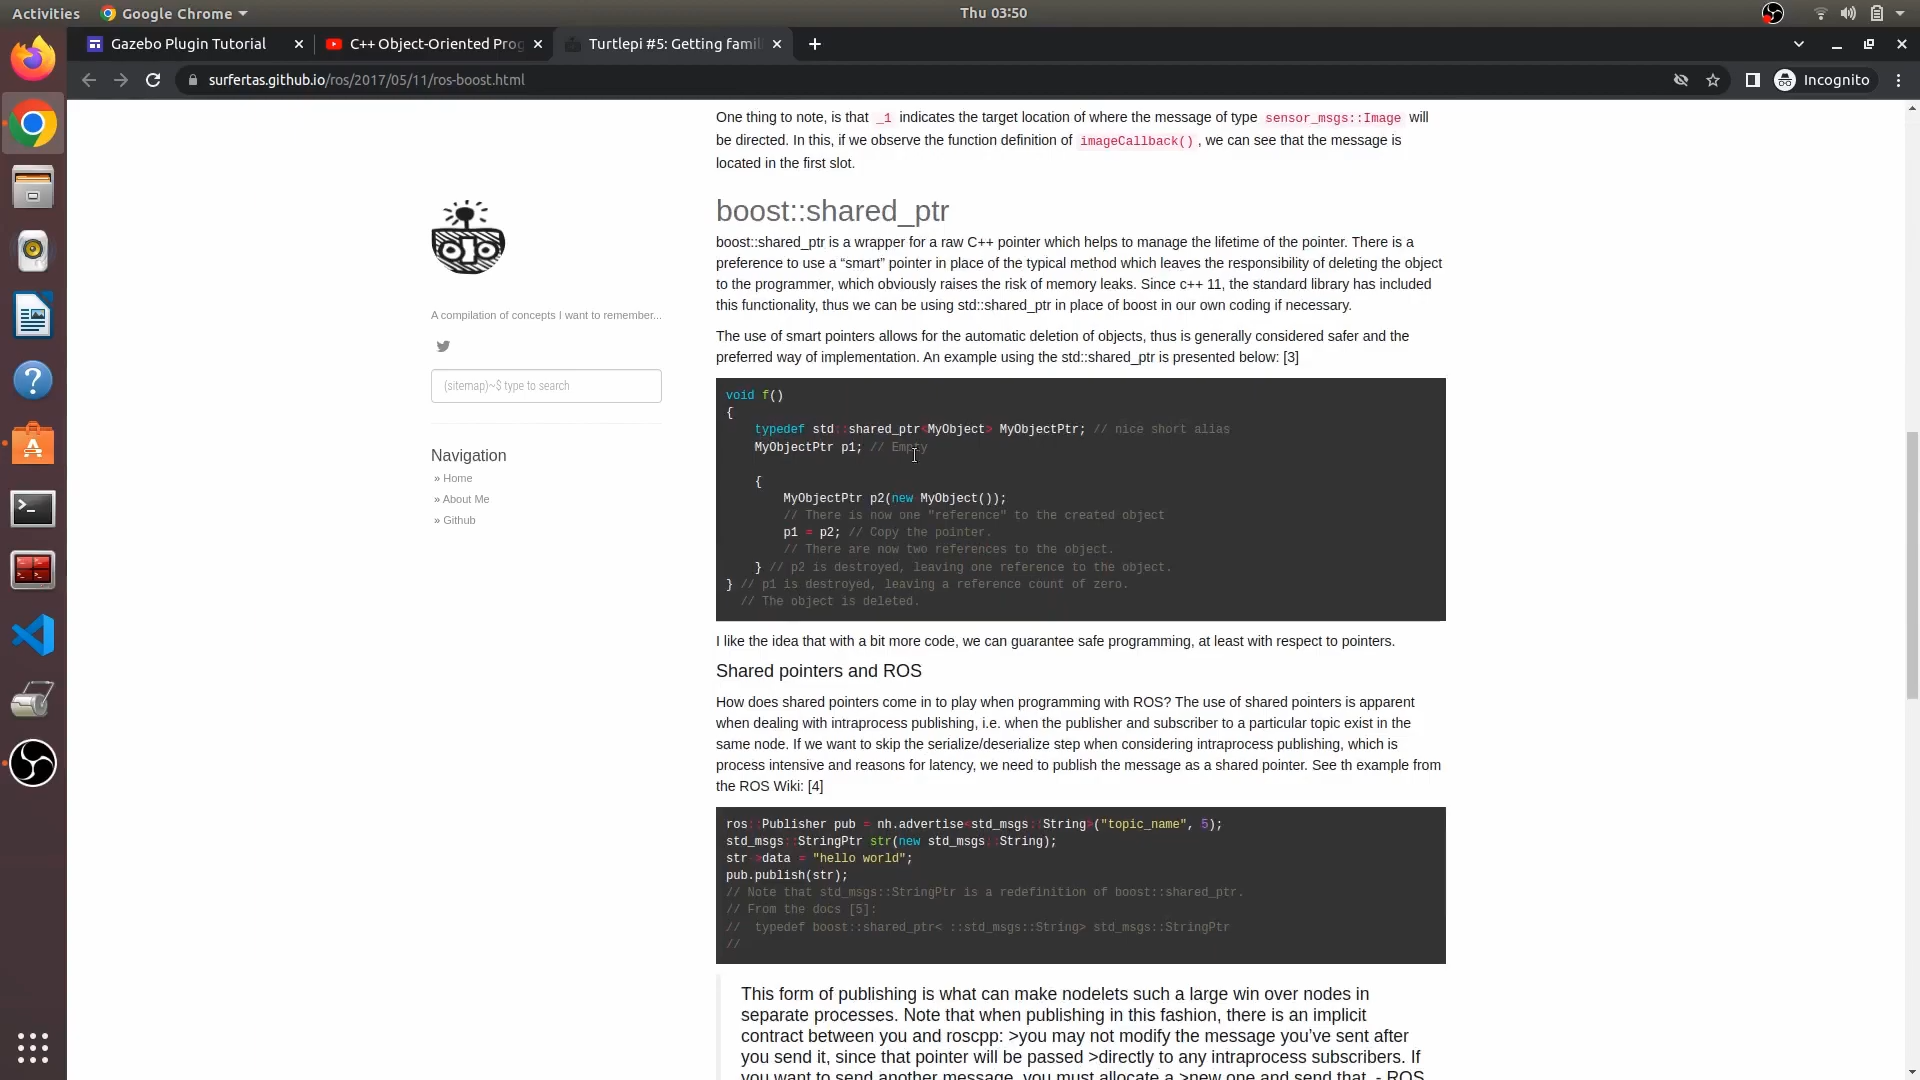 Activities
Google Chrome
Thu 03:50
Gazebo Plugin Tutorial
C++ Object-Oriented Prog
Turtlepi #5: Getting famil
surfertas.github.io/ros/2017/05/11/ros-boost.html
Incognito
One thing to note, is that _1 indicates the target location of where the message of type sensor_msgs::Image will
be directed. In this, if we observe the function definition of imageCallback() , we can see that the message is
located in the first slot.
A compilation of concepts I want to remember...
(sitemap)~$ type to search
Navigation
» Home
» About Me
» Github
boost::shared_ptr
boost::shared_ptr is a wrapper for a raw C++ pointer which helps to manage the lifetime of the pointer. There is a
preference to use a “smart” pointer in place of the typical method which leaves the responsibility of deleting the object
to the programmer, which obviously raises the risk of memory leaks. Since c++ 11, the standard library has included
this functionality, thus we can be using std::shared_ptr in place of boost in our own coding if necessary.
The use of smart pointers allows for the automatic deletion of objects, thus is generally considered safer and the
preferred way of implementation. An example using the std::shared_ptr is presented below: [3]
void f()
{
typedef std::shared_ptr<MyObject> MyObjectPtr; // nice short alias
MyObjectPtr p1; // Empty
{
MyObjectPtr p2(new MyObject());
// There is now one "reference" to the created object
p1 = p2; // Copy the pointer.
// There are now two references to the object.
} // p2 is destroyed, leaving one reference to the object.
} // p1 is destroyed, leaving a reference count of zero.
// The object is deleted.
I like the idea that with a bit more code, we can guarantee safe programming, at least with respect to pointers.
Shared pointers and ROS
How does shared pointers come in to play when programming with ROS? The use of shared pointers is apparent
when dealing with intraprocess publishing, i.e. when the publisher and subscriber to a particular topic exist in the
same node. If we want to skip the serialize/deserialize step when considering intraprocess publishing, which is
process intensive and reasons for latency, we need to publish the message as a shared pointer. See th example from
the ROS Wiki: [4]
ros::Publisher pub = nh.advertise<std_msgs::String>("topic_name", 5);
std_msgs::StringPtr str(new std_msgs::String);
str->data = "hello world";
pub.publish(str);
// Note that std_msgs::StringPtr is a redefinition of boost::shared_ptr.
// From the docs [5]:
// typedef boost::shared_ptr< ::std_msgs::String> std_msgs::StringPtr
//
This form of publishing is what can make nodelets such a large win over nodes in
separate processes. Note that when publishing in this fashion, there is an implicit
contract between you and roscpp: >you may not modify the message you’ve sent after
you send it, since that pointer will be passed >directly to any intraprocess subscribers. If
you want to send another message, you must allocate a >new one and send that. - ROS